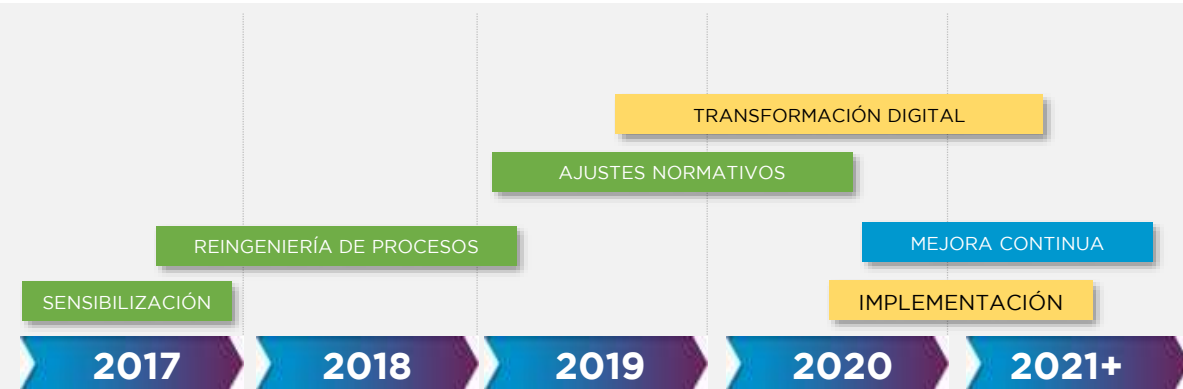 TRANSFORMACIÓN DIGITAL
AJUSTES NORMATIVOS
REINGENIERÍA DE PROCESOS
MEJORA CONTINUA
SENSIBILIZACIÓN
IMPLEMENTACIÓN
2017
2018
2019
2020
2021+